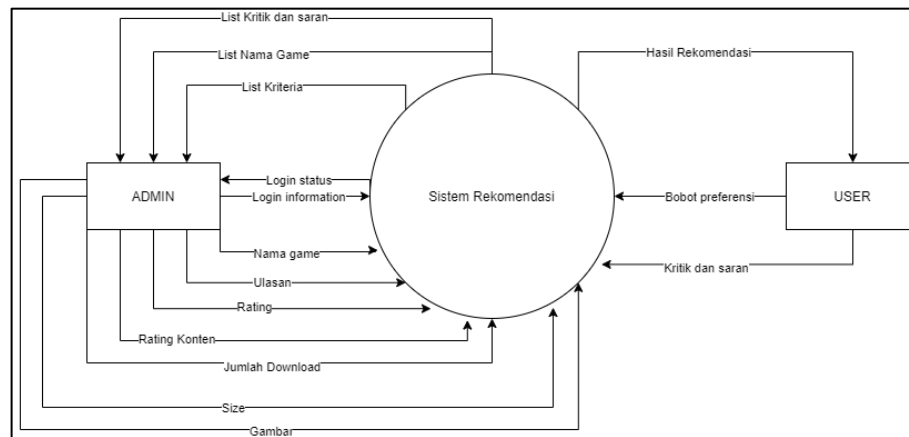 List Kritik dan saran
List Nama Game
Hasil Rekomendasi
List Kriteria
Login status
ADMIN
Login information
Sistem Rekomendasi
Bobot preferensi
USER
Nama game
Kritik dan saran
Ulasan
Rating
Rating Konten
Jumlah Download
Size
Gambar